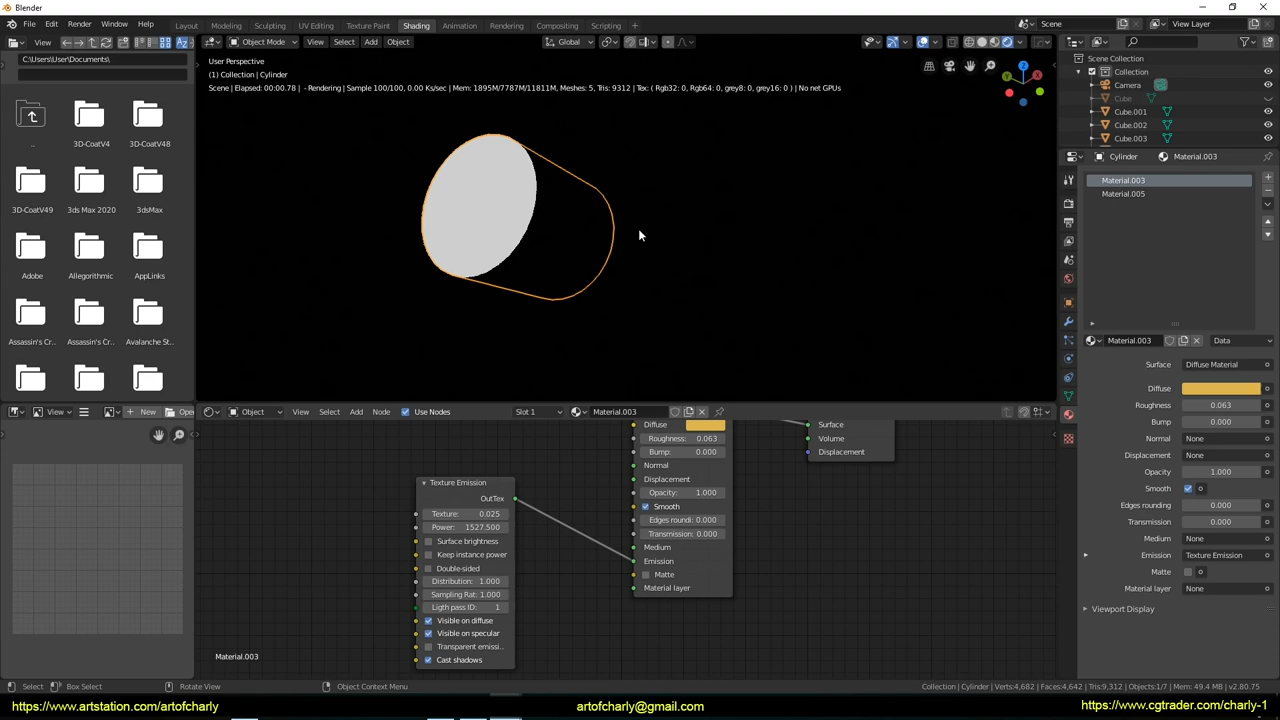 Blender
File Edit Render Window Help Layout Modeling Sculpting UV Editing Texture Paint Shading Animation Rendering Compositing Scripting + Scene View Layer
View Object Mode View Select Add Object Global
C:\Users\User\Documents\
User Perspective
(1) Collection | Cylinder
Scene | Elapsed: 00:00.78 | - Rendering | Sample 100/100, 0.00 Ks/sec | Mem: 1895M/7787M/11811M, Meshes: 5, Tris: 9312 | Tex: ( Rgb32: 0, Rgb64: 0, grey8: 0, grey16: 0 ) | No net GPUs
Z
X
Y
.. 3D-CoatV4 3D-CoatV48
3D-CoatV49 3ds Max 2020 3dsMax
Adobe Allegorithmic AppLinks
Assassin's Cr... Assassin's Cr... Avalanche St...
Scene Collection
Collection
Camera
Cube
Cube.001
Cube.002
Cube.003
Cylinder Material.003
Material.003
Material.005
Material.003 Data
Surface Diffuse Material
Diffuse
Roughness 0.063
Bump 0.000
Normal None
Displacement None
Opacity 1.000
Smooth
Edges rounding 0.000
Transmission 0.000
Medium None
Emission Texture Emission
Matte
Material layer None
Viewport Display
View + New Open
Object View Select Add Node Use Nodes Slot 1 Material.003
Texture Emission
OutTex
Texture: 0.025
Power: 1527.500
Surface brightness
Keep instance power
Double-sided
Distribution: 1.000
Sampling Rat: 1.000
Ligth pass ID: 1
Visible on diffuse
Visible on specular
Transparent emissi..
Cast shadows
Diffuse
Roughness: 0.063
Bump: 0.000
Normal
Displacement
Opacity: 1.000
Smooth
Edges roundi: 0.000
Transmission: 0.000
Medium
Emission
Matte
Material layer
Surface
Volume
Displacement
Material.003
Select Box Select Rotate View Object Context Menu Collection | Cylinder | Verts:4,682 | Faces:4,642 | Tris:9,312 | Objects:1/7 | Mem: 49.4 MB | v2.80.75
https://www.artstation.com/artofcharly artofcharly@gmail.com https://www.cgtrader.com/charly-1